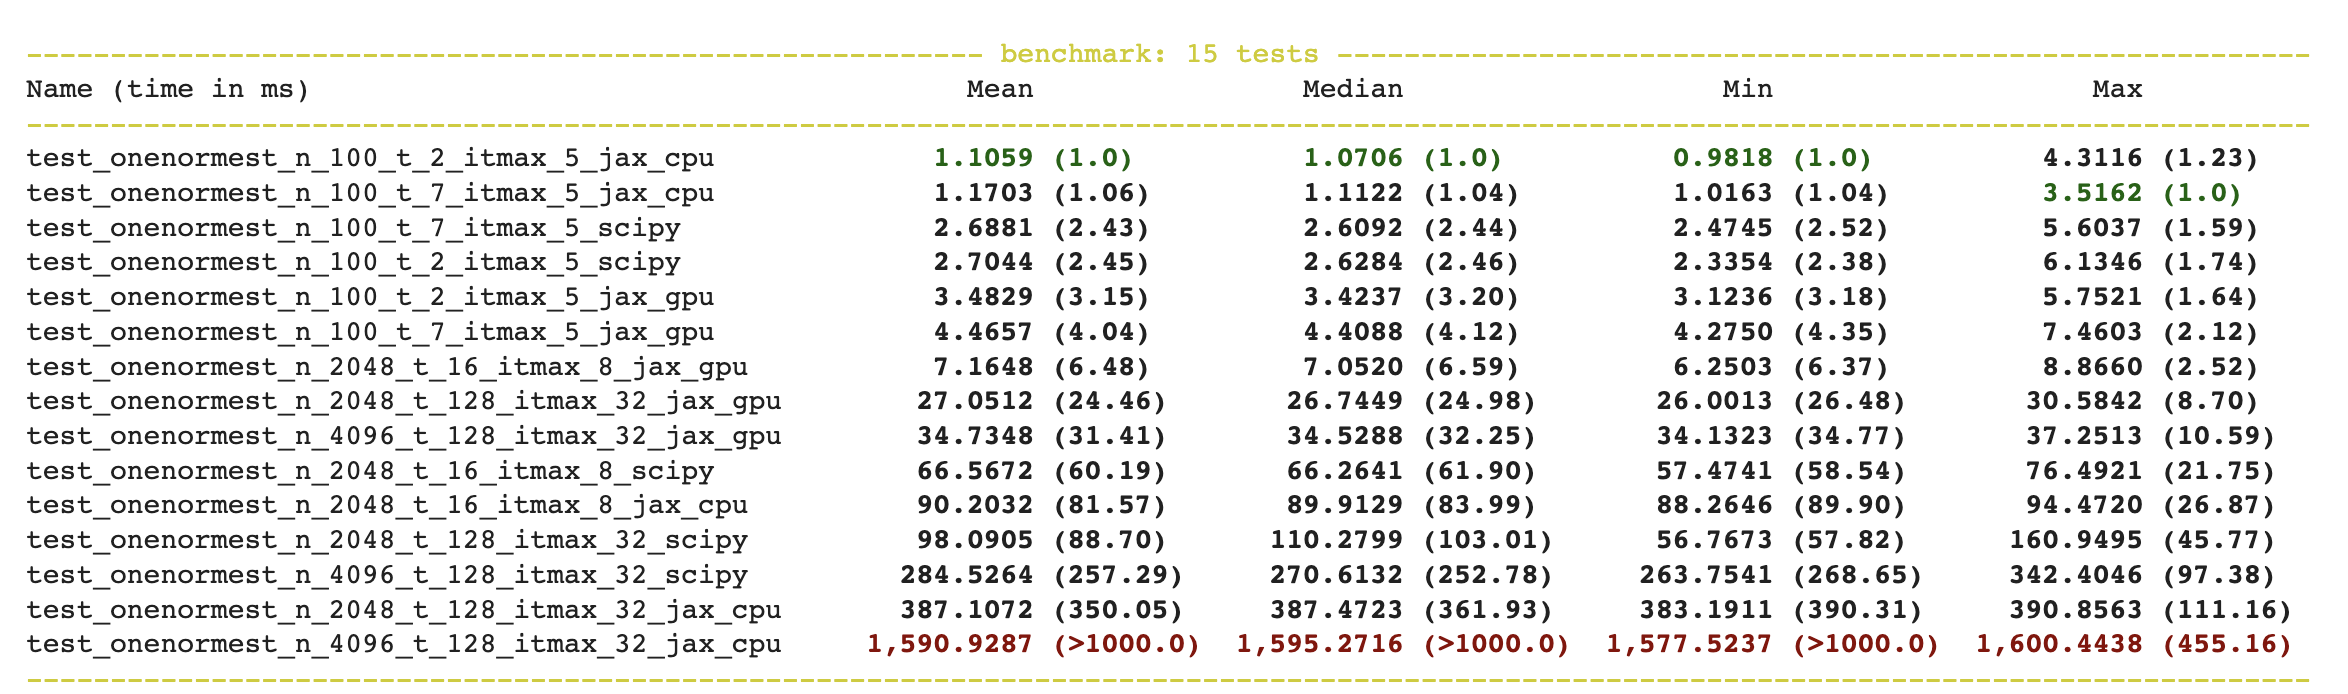 benchmark: 15 tests
Name (time in ms) Mean Median Min Max
test_onenormest_n_100_t_2_itmax_5_jax_cpu 1.1059 (1.0) 1.0706 (1.0) 0.9818 (1.0) 4.3116 (1.23)
test_onenormest_n_100_t_7_itmax_5_jax_cpu 1.1703 (1.06) 1.1122 (1.04) 1.0163 (1.04) 3.5162 (1.0)
test_onenormest_n_100_t_7_itmax_5_scipy 2.6881 (2.43) 2.6092 (2.44) 2.4745 (2.52) 5.6037 (1.59)
test_onenormest_n_100_t_2_itmax_5_scipy 2.7044 (2.45) 2.6284 (2.46) 2.3354 (2.38) 6.1346 (1.74)
test_onenormest_n_100_t_2_itmax_5_jax_gpu 3.4829 (3.15) 3.4237 (3.20) 3.1236 (3.18) 5.7521 (1.64)
test_onenormest_n_100_t_7_itmax_5_jax_gpu 4.4657 (4.04) 4.4088 (4.12) 4.2750 (4.35) 7.4603 (2.12)
test_onenormest_n_2048_t_16_itmax_8_jax_gpu 7.1648 (6.48) 7.0520 (6.59) 6.2503 (6.37) 8.8660 (2.52)
test_onenormest_n_2048_t_128_itmax_32_jax_gpu 27.0512 (24.46) 26.7449 (24.98) 26.0013 (26.48) 30.5842 (8.70)
test_onenormest_n_4096_t_128_itmax_32_jax_gpu 34.7348 (31.41) 34.5288 (32.25) 34.1323 (34.77) 37.2513 (10.59)
test_onenormest_n_2048_t_16_itmax_8_scipy 66.5672 (60.19) 66.2641 (61.90) 57.4741 (58.54) 76.4921 (21.75)
test_onenormest_n_2048_t_16_itmax_8_jax_cpu 90.2032 (81.57) 89.9129 (83.99) 88.2646 (89.90) 94.4720 (26.87)
test_onenormest_n_2048_t_128_itmax_32_scipy 98.0905 (88.70) 110.2799 (103.01) 56.7673 (57.82) 160.9495 (45.77)
test_onenormest_n_4096_t_128_itmax_32_scipy 284.5264 (257.29) 270.6132 (252.78) 263.7541 (268.65) 342.4046 (97.38)
test_onenormest_n_2048_t_128_itmax_32_jax_cpu 387.1072 (350.05) 387.4723 (361.93) 383.1911 (390.31) 390.8563 (111.16)
test_onenormest_n_4096_t_128_itmax_32_jax_cpu 1,590.9287 (>1000.0) 1,595.2716 (>1000.0) 1,577.5237 (>1000.0) 1,600.4438 (455.16)